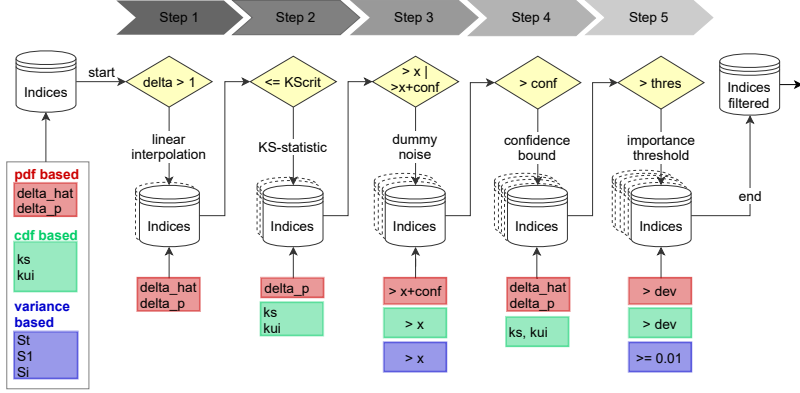 Step 1
Step 2
Step 3
Step 4
Step 5
Indices
start
delta > 1
<= KScrit
> x |
>x+conf
> conf
> thres
Indices
filtered
linear
interpolation
KS-statistic
dummy
noise
confidence
bound
importance
threshold
end
Indices
Indices
Indices
Indices
Indices
pdf based
delta_hat
delta_p
cdf based
ks
kui
variance
based
St
S1
Si
delta_hat
delta_p
delta_p
ks
kui
> x+conf
> x
> x
delta_hat
delta_p
ks, kui
> dev
> dev
>= 0.01